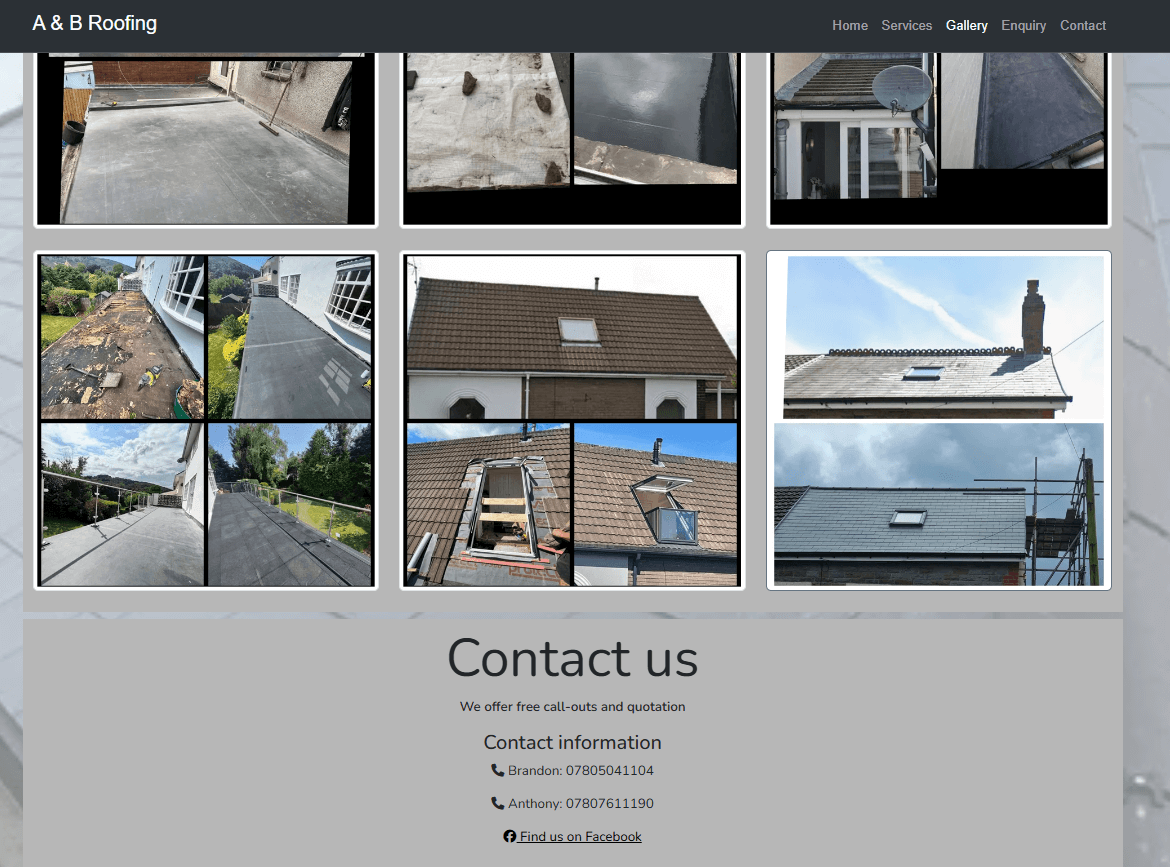 A & B Roofing
Home Services Gallery Enquiry Contact
Contact us
We offer free call-outs and quotation
Contact information
Brandon: 07805041104
Anthony: 07807611190
Find us on Facebook